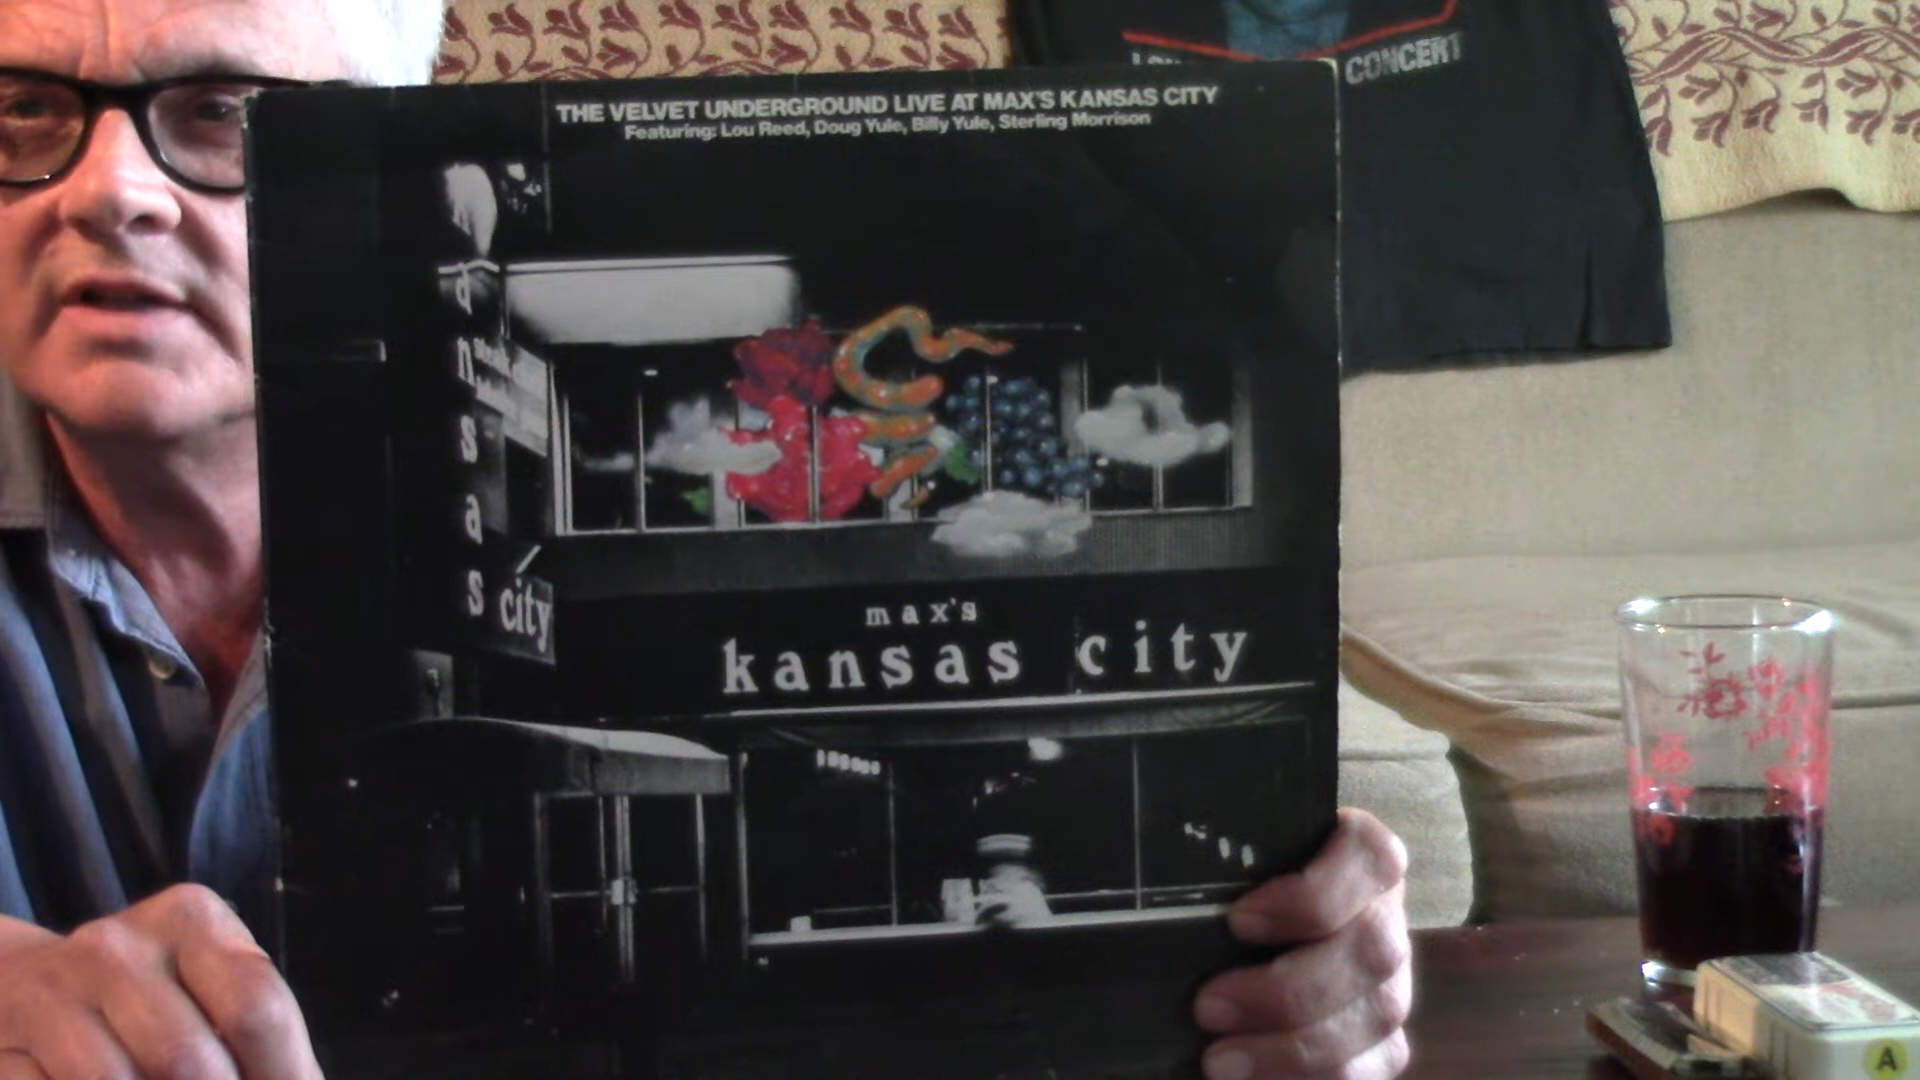 CONCERT
THE VELVET UNDERGROUND LIVE AT MAX'S KANSAS CITY
Featuring: Lou Reed, Doug Yule, Billy Yule, Sterling Morrison
kansas
city
max's
kansas city
A